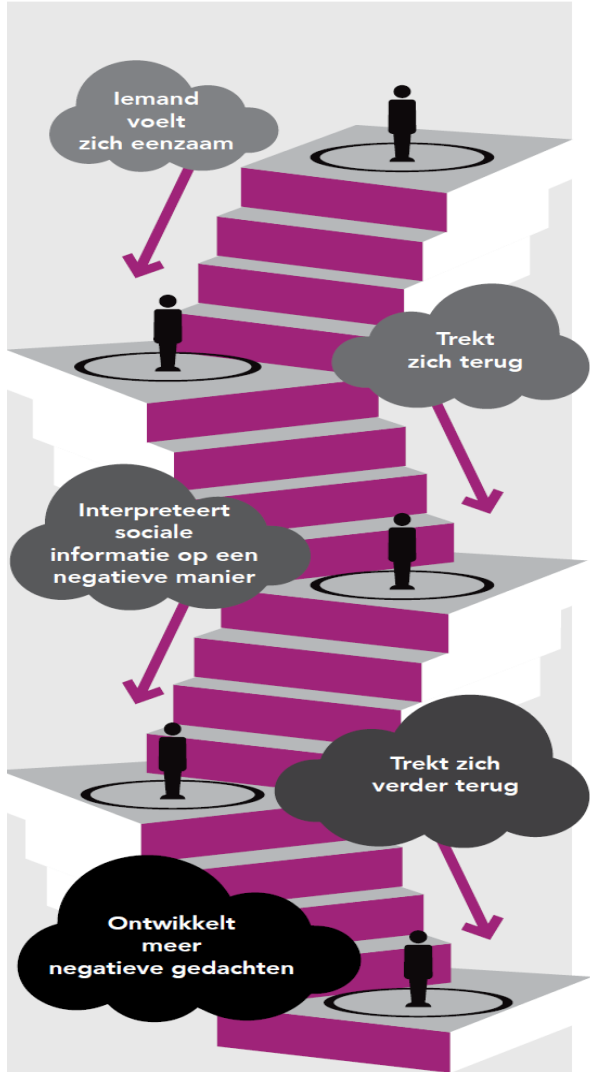 Iemand
voelt
zich eenzaam
Trekt
zich terug
Interpreteert
sociale
informatie op een
negatieve manier
Trekt zich
verder terug
Ontwikkelt
meer
negatieve gedachten